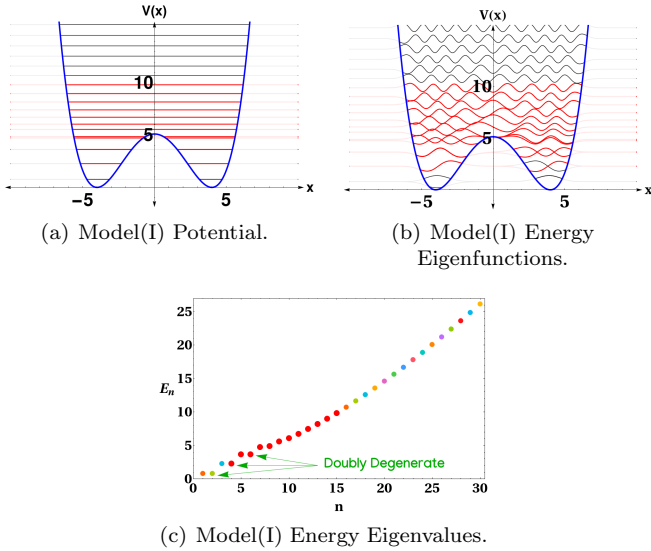 V(x)
10
5
−5
5
x
(a) Model(I) Potential.
V(x)
10
5
−5
5
x
(b) Model(I) Energy
Eigenfunctions.
25
20
15
10
5
0
E_n
Doubly Degenerate
0 5 10 15 20 25 30
n
(c) Model(I) Energy Eigenvalues.